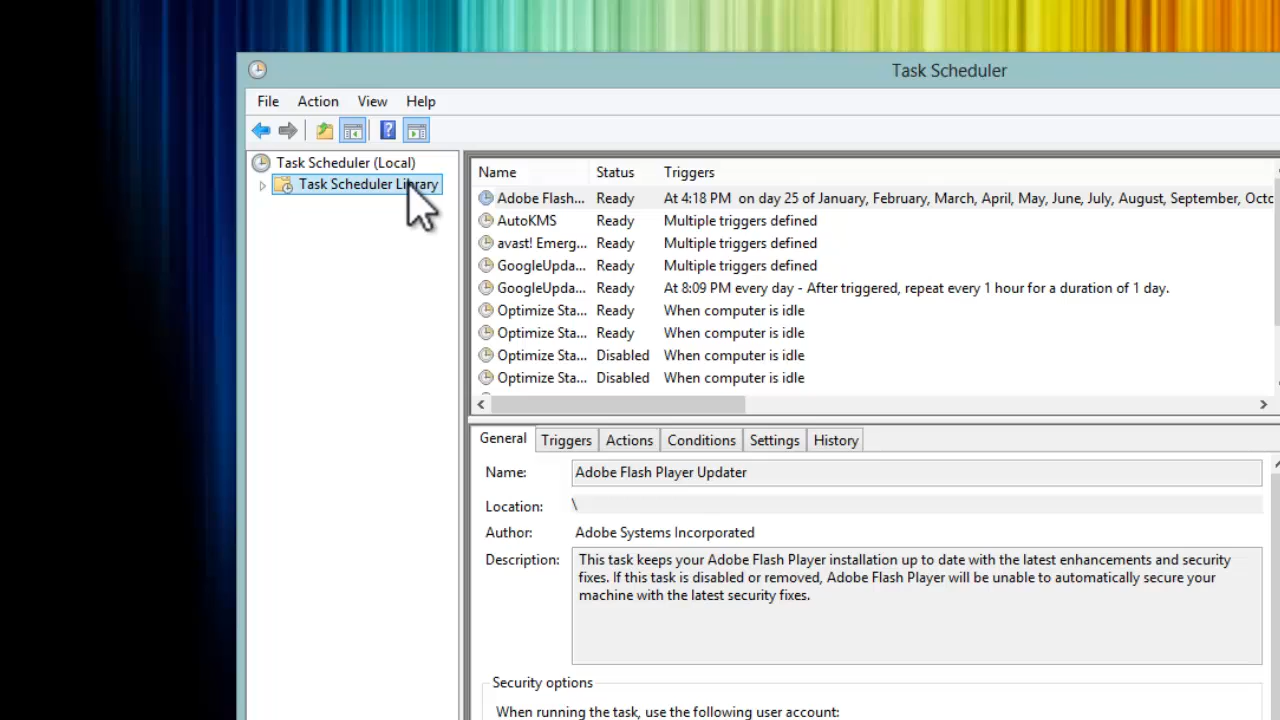 Task Scheduler
File Action View Help
Task Scheduler (Local)
Task Scheduler Library
Name Status Triggers
Adobe Flash... Ready At 4:18 PM on day 25 of January, February, March, April, May, June, July, August, September, Octo
AutoKMS Ready Multiple triggers defined
avast! Emerg... Ready Multiple triggers defined
GoogleUpda... Ready Multiple triggers defined
GoogleUpda... Ready At 8:09 PM every day - After triggered, repeat every 1 hour for a duration of 1 day.
Optimize Sta... Ready When computer is idle
Optimize Sta... Ready When computer is idle
Optimize Sta... Disabled When computer is idle
Optimize Sta... Disabled When computer is idle
General Triggers Actions Conditions Settings History
Name: Adobe Flash Player Updater
Location: \
Author: Adobe Systems Incorporated
Description: This task keeps your Adobe Flash Player installation up to date with the latest enhancements and security
fixes. If this task is disabled or removed, Adobe Flash Player will be unable to automatically secure your
machine with the latest security fixes.
Security options
When running the task, use the following user account: